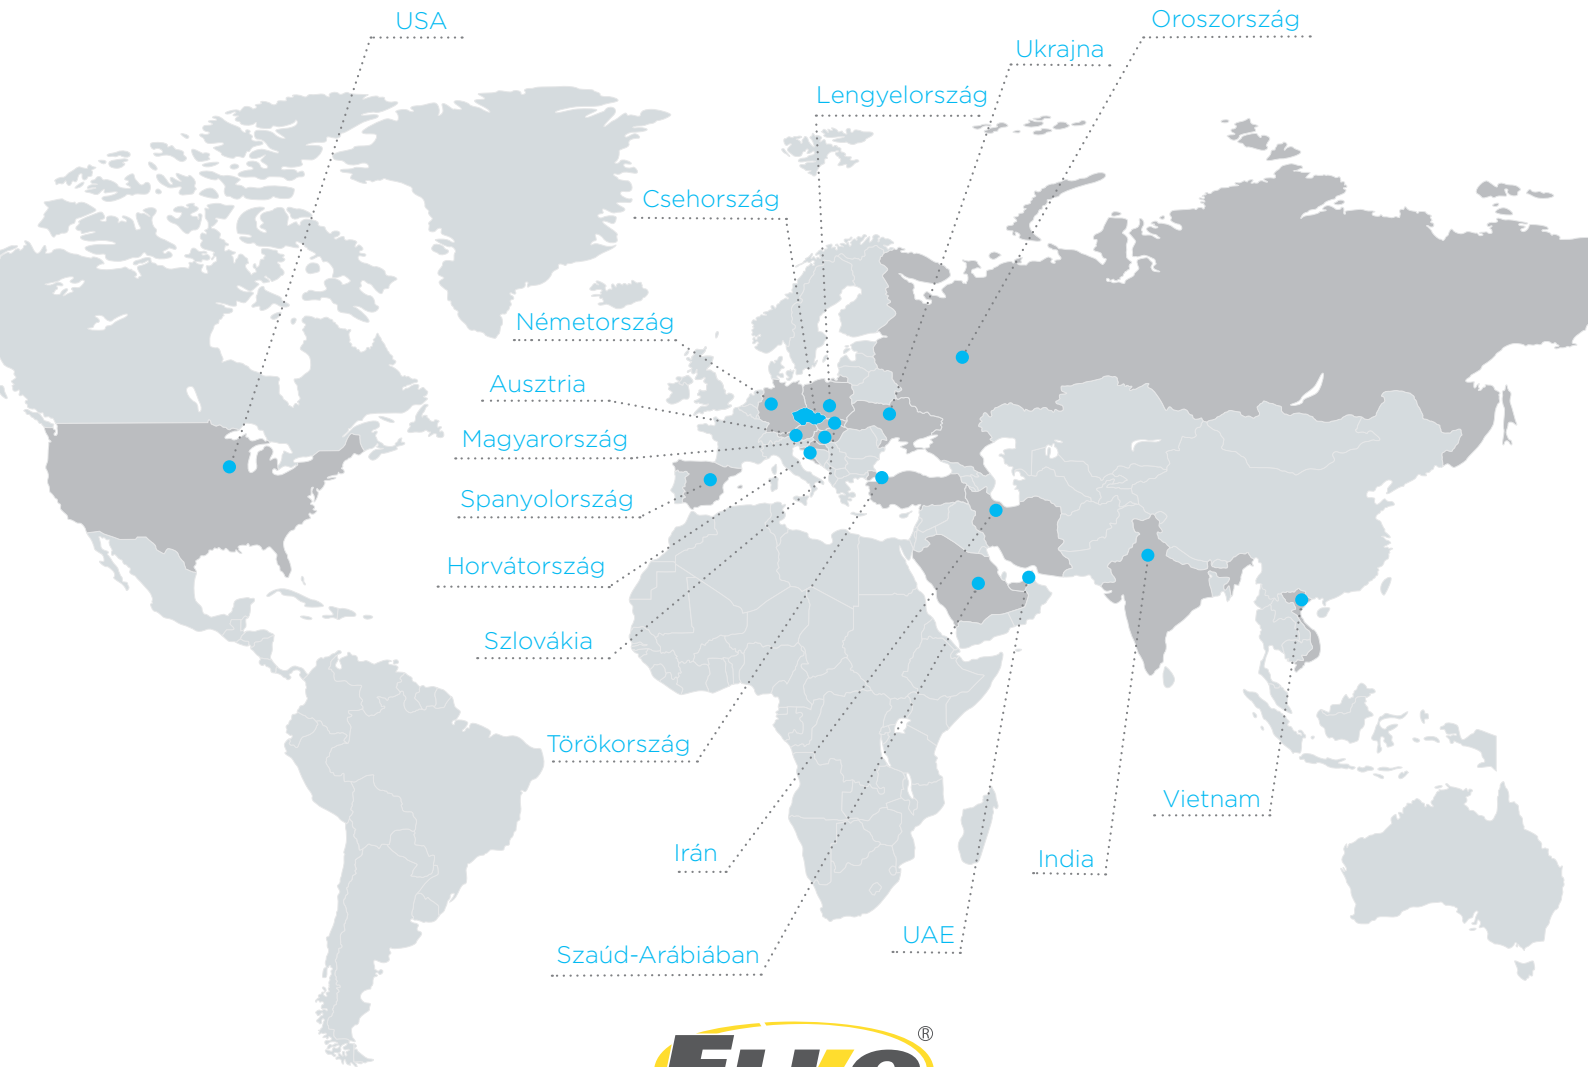 USA
Oroszország
Ukrajna
Lengyelország
Csehország
Németország
Ausztria
Magyarország
Spanyolország
Horvátország
Szlovákia
Törökország
Vietnam
Irán
India
UAE
Szaúd-Arábiában
®